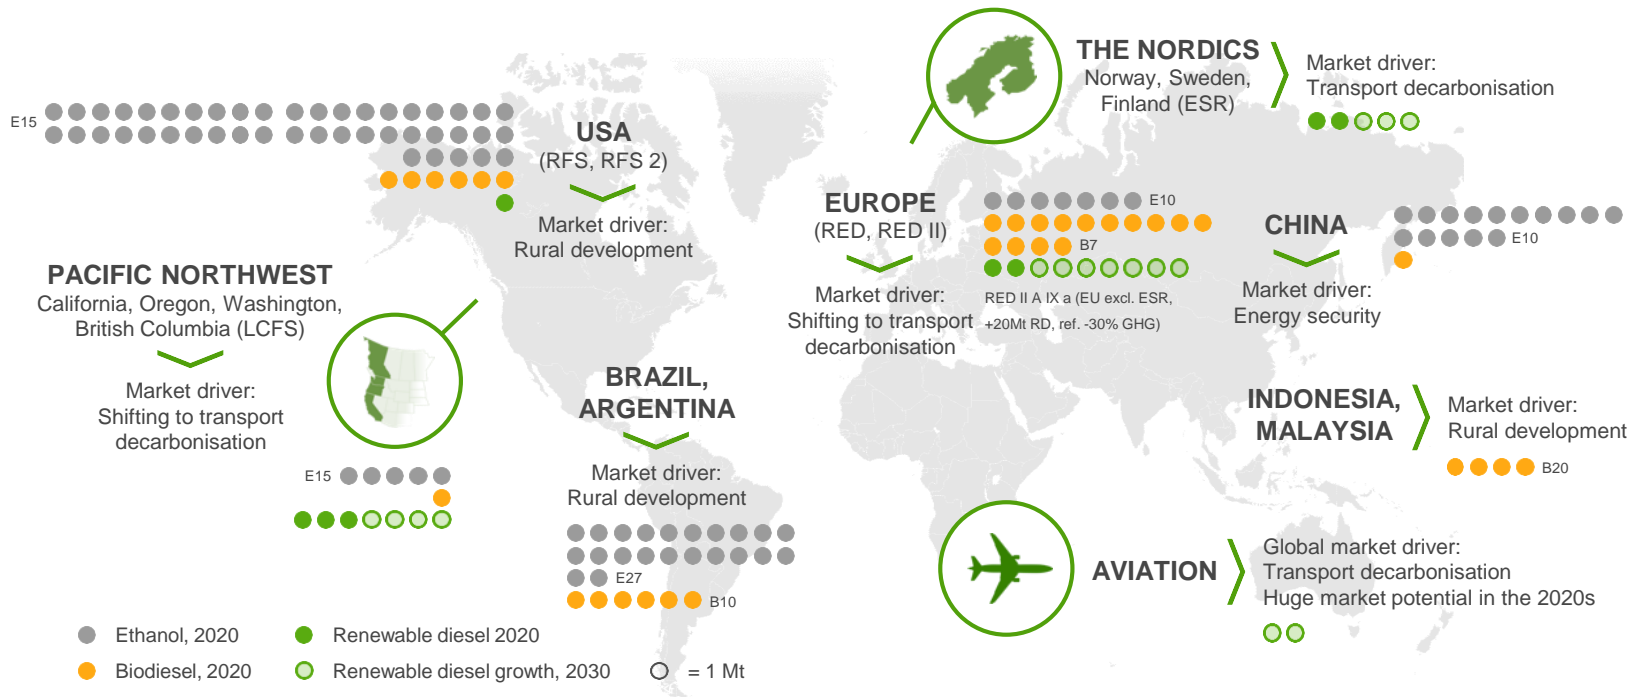 THE NORDICS
Norway, Sweden,
Finland (ESR)
Market driver:
Transport decarbonisation
E15
USA
(RFS, RFS 2)
Market driver:
Rural development
EUROPE
(RED, RED II)
Market driver:
Shifting to transport
decarbonisation
E10
B7
RED II A IX a (EU excl. ESR,
+20Mt RD, ref. -30% GHG)
CHINA
Market driver:
Energy security
E10
PACIFIC NORTHWEST
California, Oregon, Washington,
British Columbia (LCFS)
Market driver:
Shifting to transport
decarbonisation
E15
BRAZIL,
ARGENTINA
Market driver:
Rural development
E27
B10
INDONESIA,
MALAYSIA
Market driver:
Rural development
B20
AVIATION
Global market driver:
Transport decarbonisation
Huge market potential in the 2020s
Ethanol, 2020
Renewable diesel 2020
Biodiesel, 2020
Renewable diesel growth, 2030
= 1 Mt